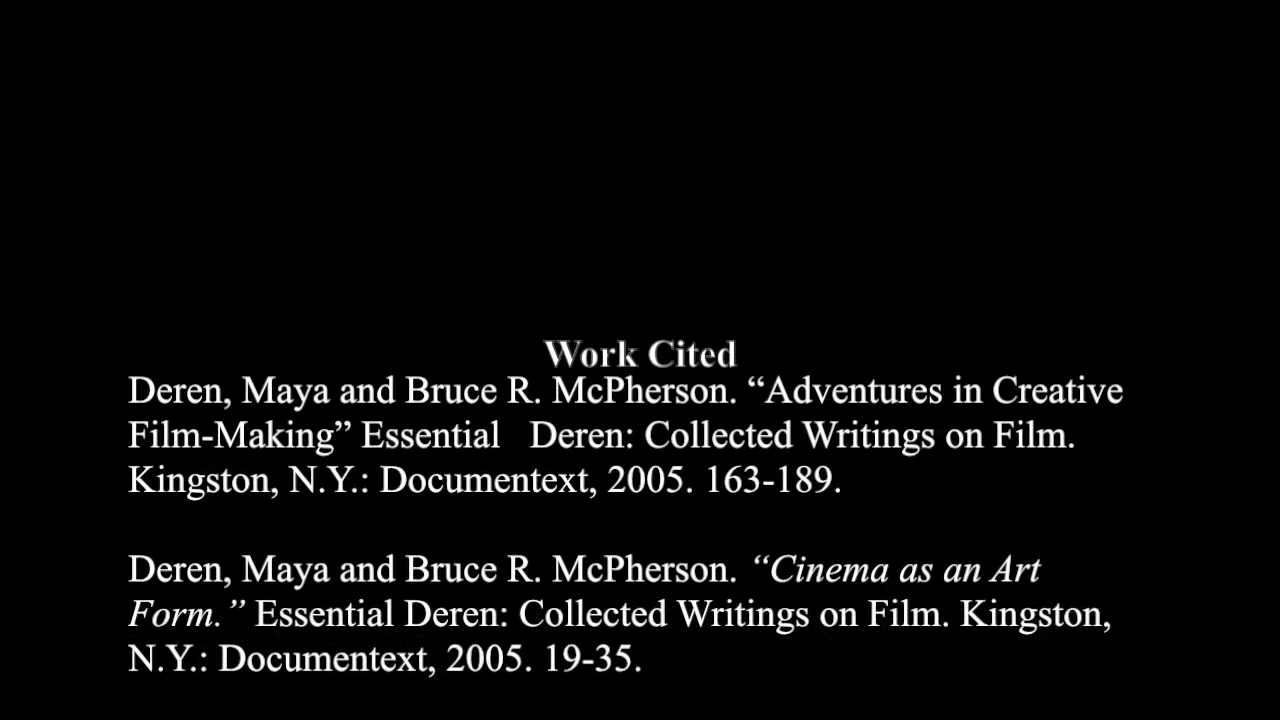 Work Cited
Deren, Maya and Bruce R. McPherson. “Adventures in Creative
Film-Making” Essential   Deren: Collected Writings on Film.
Kingston, N.Y.: Documentext, 2005. 163-189.
Deren, Maya and Bruce R. McPherson. “Cinema as an Art
Form.” Essential Deren: Collected Writings on Film. Kingston,
N.Y.: Documentext, 2005. 19-35.